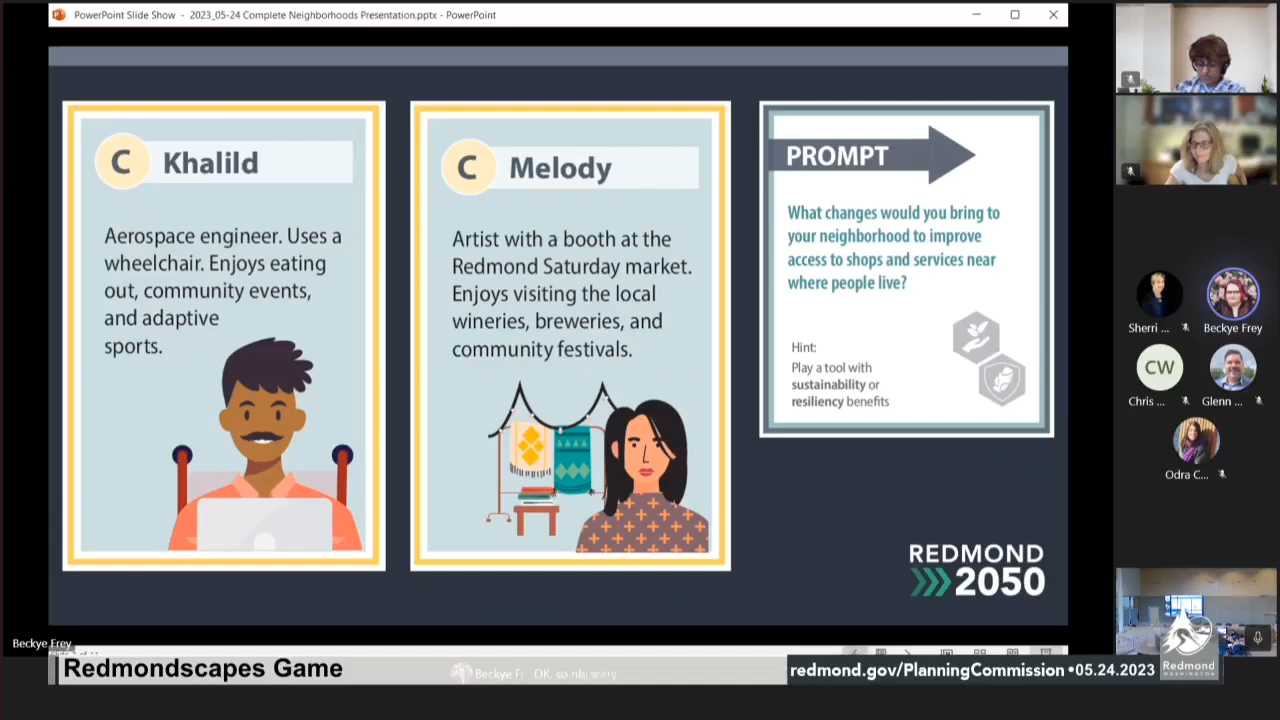 PowerPoint Slide Show - 2023_05-24 Complete Neighborhoods Presentation.pptx - PowerPoint
C Khalild
Aerospace engineer. Uses a
wheelchair. Enjoys eating
out, community events,
and adaptive
sports.
C Melody
Artist with a booth at the
Redmond Saturday market.
Enjoys visiting the local
wineries, breweries, and
community festivals.
PROMPT
What changes would you bring to
your neighborhood to improve
access to shops and services near
where people live?
Hint:
Play a tool with
sustainability or
resiliency benefits
REDMOND
2050
Sherri ...
Beckye Frey
CW
Chris ...
Glenn ...
Odra C...
Beckye Frey
Redmondscapes Game
Beckye F: OK, so
redmond.gov/PlanningCommission •05.24.2023
Redmond
WASHINGTON